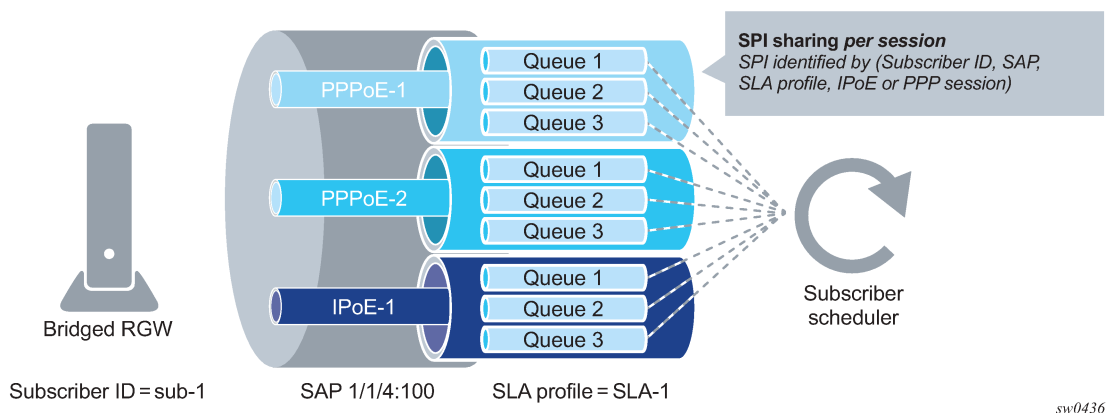 SPI sharing per session
SPI identified by (Subscriber ID, SAP,
SLA profile, IPoE or PPP session)
PPPoE-1
Queue 1
Queue 2
Queue 3
PPPoE-2
Queue 1
Queue 2
Queue 3
IPoE-1
Queue 1
Queue 2
Queue 3
Bridged RGW
Subscriber
scheduler
Subscriber ID = sub-1
SAP 1/1/4:100
SLA profile = SLA-1
sw0436